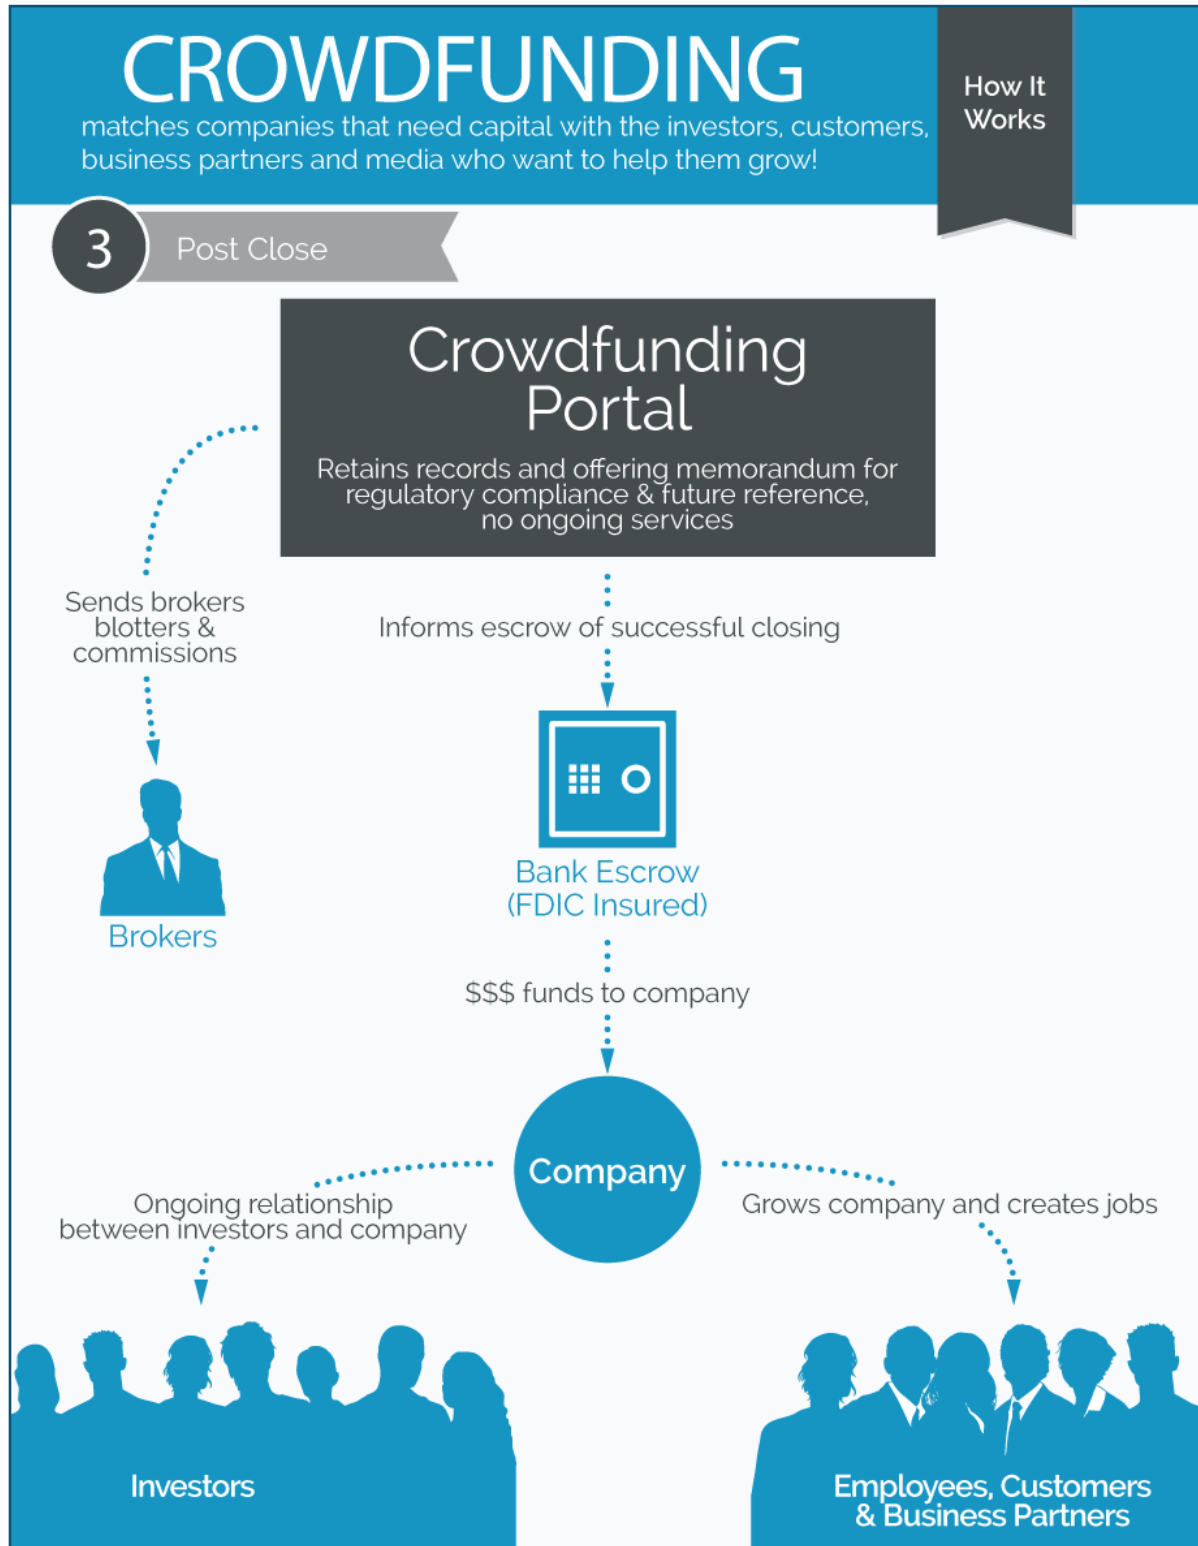 CROWDFUNDING
matches companies that need capital with the investors, customers,
business partners and media who want to help them grow!
How It
Works
3
Post Close
Crowdfunding
Portal
Retains records and offering memorandum for
regulatory compliance & future reference,
no ongoing services
Sends brokers
blotters &
commissions
Informs escrow of successful closing
Brokers
Bank Escrow
(FDIC Insured)
$$$ funds to company
Company
Ongoing relationship
between investors and company
Grows company and creates jobs
Investors
Employees, Customers
& Business Partners